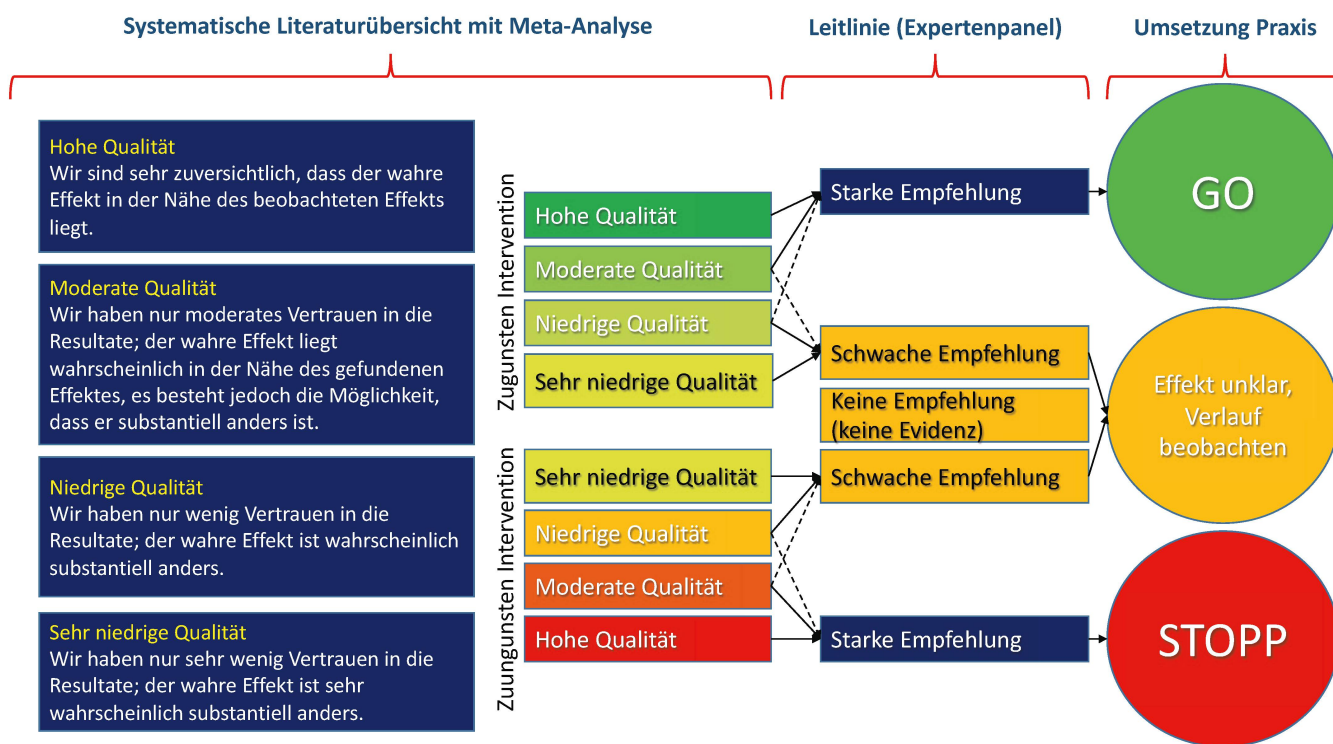 Systematische Literaturübersicht mit Meta-Analyse
Leitlinie (Expertenpanel)
Umsetzung Praxis
Hohe Qualität
Wir sind sehr zuversichtlich, dass der wahre
Effekt in der Nähe des beobachteten Effekts
liegt.
Moderate Qualität
Wir haben nur moderates Vertrauen in die
Resultate; der wahre Effekt liegt
wahrscheinlich in der Nähe des gefundenen
Effektes, es besteht jedoch die Möglichkeit,
dass er substantiell anders ist.
Niedrige Qualität
Wir haben nur wenig Vertrauen in die
Resultate; der wahre Effekt ist wahrscheinlich
substantiell anders.
Sehr niedrige Qualität
Wir haben nur sehr wenig Vertrauen in die
Resultate; der wahre Effekt ist sehr
wahrscheinlich substantiell anders.
Zugunsten Intervention
Hohe Qualität
Moderate Qualität
Niedrige Qualität
Sehr niedrige Qualität
Zuungunsten Intervention
Sehr niedrige Qualität
Niedrige Qualität
Moderate Qualität
Hohe Qualität
Starke Empfehlung
Schwache Empfehlung
Keine Empfehlung
(keine Evidenz)
Schwache Empfehlung
Starke Empfehlung
GO
Effekt unklar,
Verlauf
beobachten
STOPP